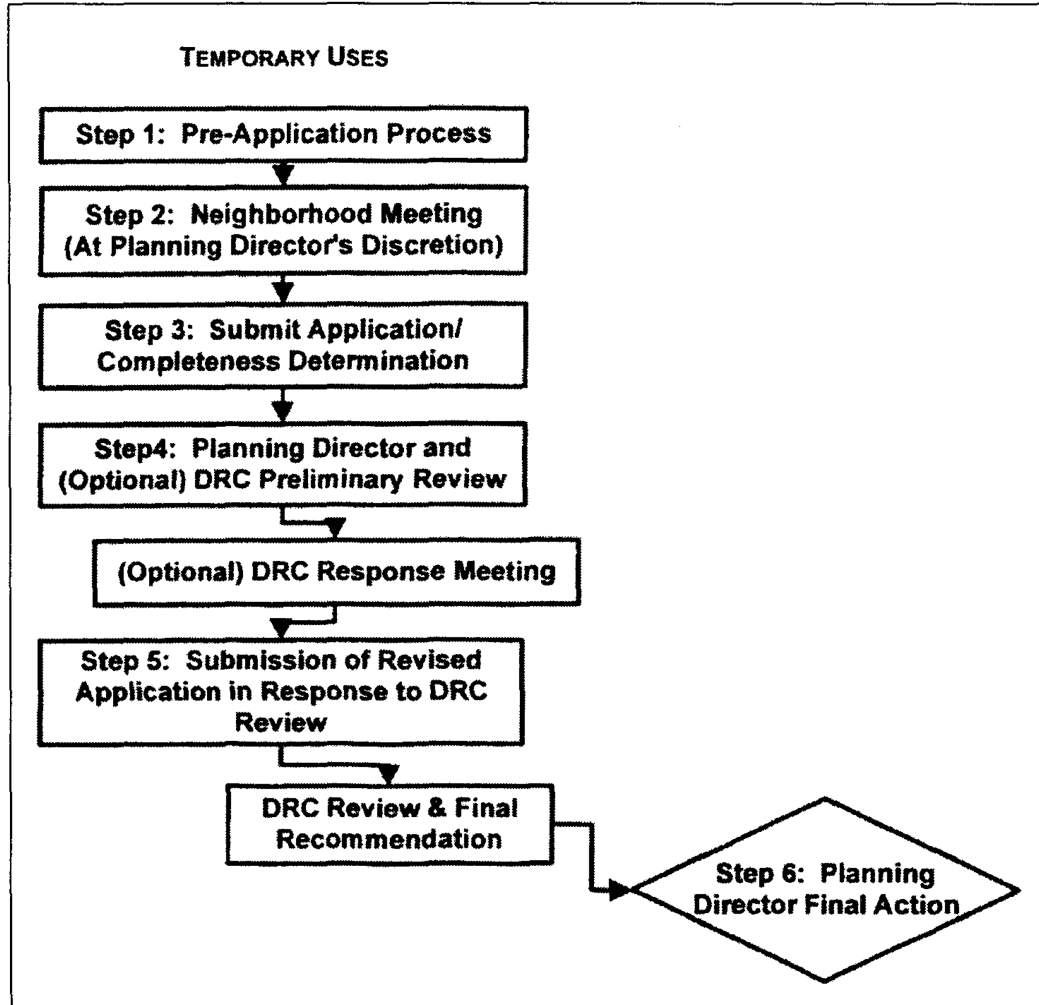 TEMPORARY USES
Step 1: Pre-Application Process
Step 2: Neighborhood Meeting
(At Planning Director's Discretion)
Step 3: Submit Application/
Completeness Determination
Step4: Planning Director and
(Optional) DRC Preliminary Review
(Optional) DRC Response Meeting
Step 5: Submission of Revised
Application in Response to DRC
Review
DRC Review & Final
Recommendation
Step 6: Planning
Director Final Action